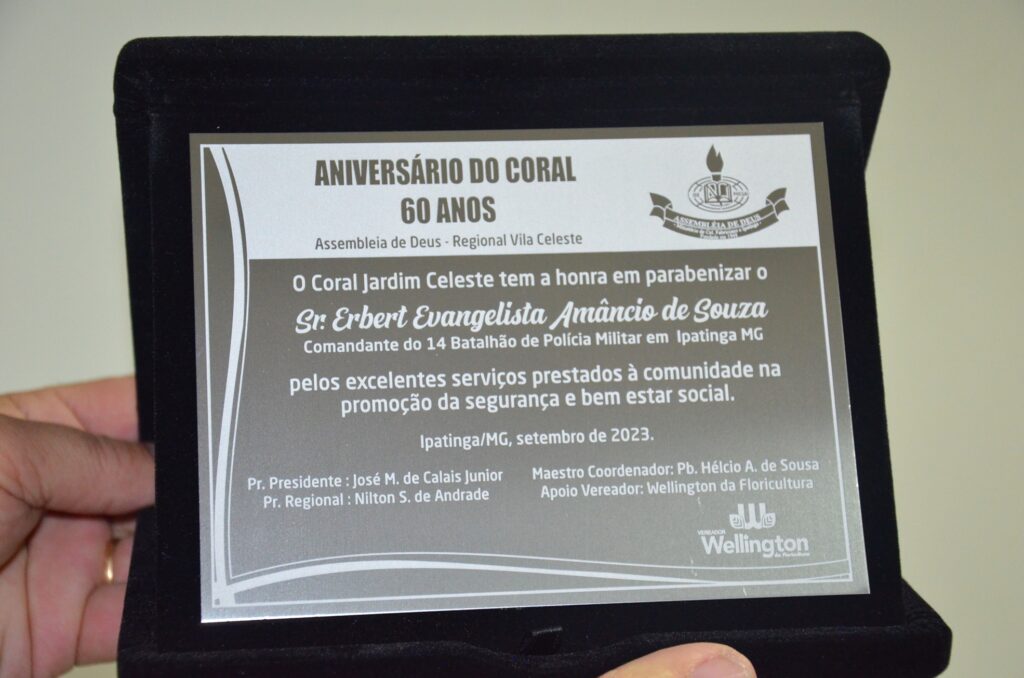 ANIVERSÁRIO DO CORAL
60 ANOS
Assembleia de Deus - Regional Vila Celeste
ASSEMBLÉIA DE DEUS
O Coral Jardim Celeste tem a honra em parabenizar o
Sr. Erbert Evangelista Amâncio de Souza
Comandante do 14 Batalhão de Polícia Militar em Ipatinga MG
pelos excelentes serviços prestados à comunidade na
promoção da segurança e bem estar social.
Ipatinga/MG, setembro de 2023.
Pr. Presidente : José M. de Calais Junior
Pr. Regional : Nilton S. de Andrade
Maestro Coordenador: Pb. Hélcio A. de Sousa
Apoio Vereador: Wellington da Floricultura
VEREADOR
Wellington
da Floricultura